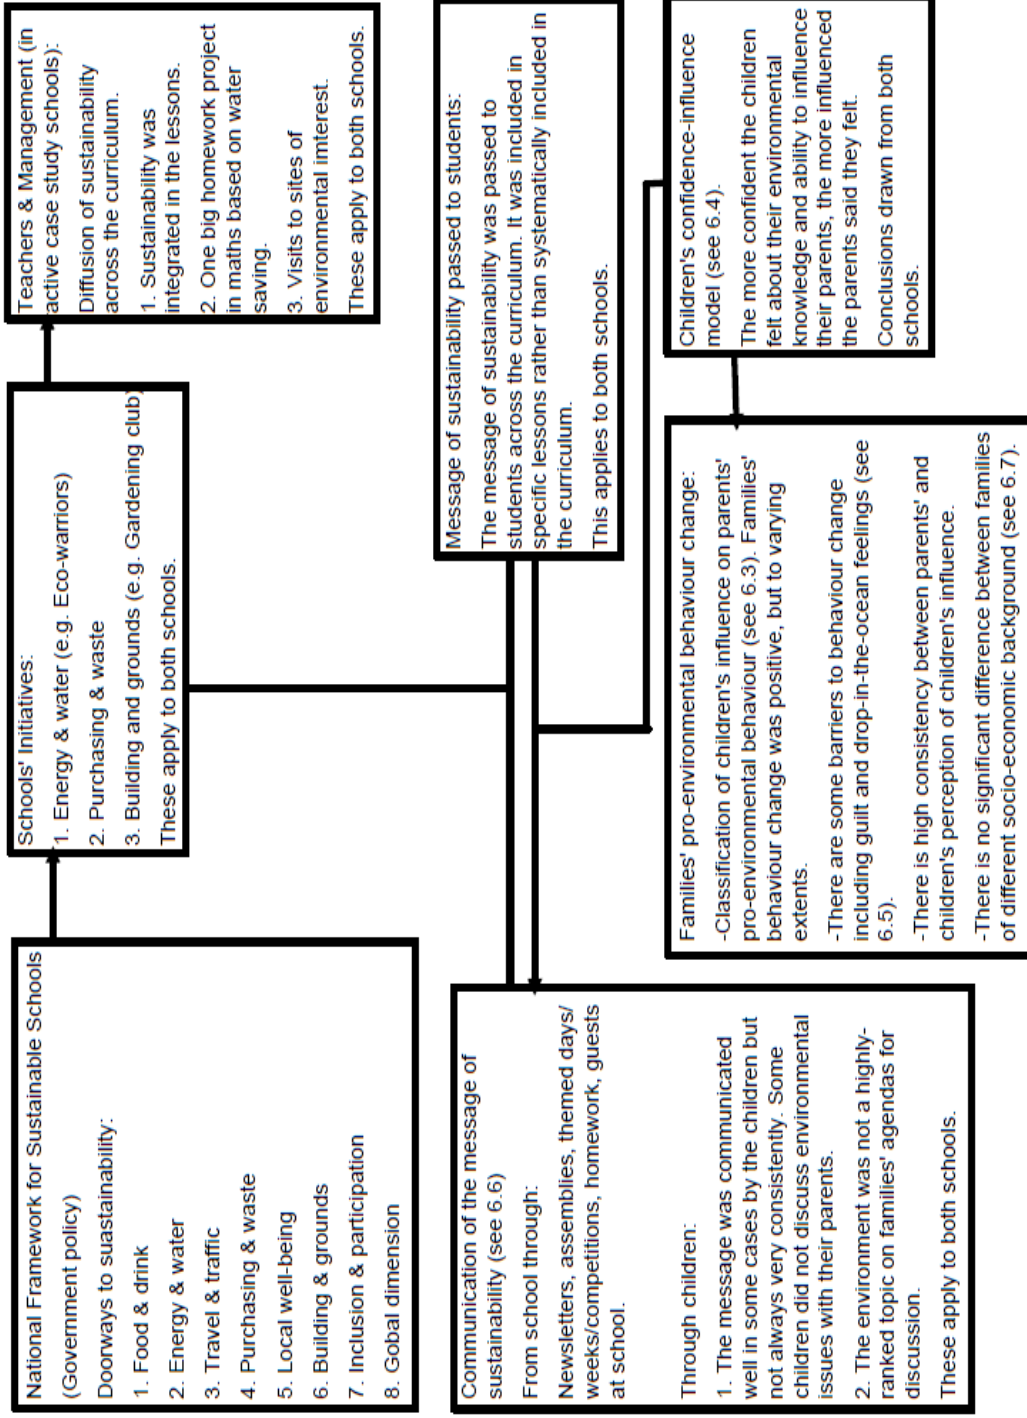 National Framework for Sustainable Schools
(Government policy)
Doorways to suastainability:
1. Food & drink
2. Energy & water
3. Travel & traffic
4. Purchasing & waste
5. Local well-being
6. Building & grounds
7. Inclusion & participation
8. Gobal dimension
Schools' Initiatives:
1. Energy & water (e.g. Eco-warriors)
2. Purchasing & waste
3. Building and grounds (e.g. Gardening club)
These apply to both schools.
Teachers & Management (in
active case study schools):
Diffusion of sustainability
across the curriculum.
1. Sustainability was
integrated in the lessons.
2. One big homework project
in maths based on water
saving.
3. Visits to sites of
environmental interest.
These apply to both schools.
Communication of the message of
sustainability (see 6.6)
From school through:
Newsletters, assemblies, themed days/
weeks/competitions, homework, guests
at school.
Through children:
1. The message was communicated
well in some cases by the children but
not always very consistently. Some
children did not discuss environmental
issues with their parents.
2. The environment was not a highly-
ranked topic on families' agendas for
discussion.
These apply to both schools.
Message of sustainability passed to students:
The message of sustainability was passed to
students across the curriculum. It was included in
specific lessons rather than systematically included in
the curriculum.
This applies to both schools.
Families' pro-environmental behaviour change:
-Classification of children's influence on parents'
pro-environmental behaviour (see 6.3). Families'
behaviour change was positive, but to varying
extents.
-There are some barriers to behaviour change
including guilt and drop-in-the-ocean feelings (see
6.5).
-There is high consistency between parents' and
children's perception of children's influence.
-There is no significant difference between families
of different socio-economic background (see 6.7).
Children's confidence-influence
model (see 6.4).
The more confident the children
felt about their environmental
knowledge and ability to influence
their parents, the more influenced
the parents said they felt.
Conclusions drawn from both
schools.